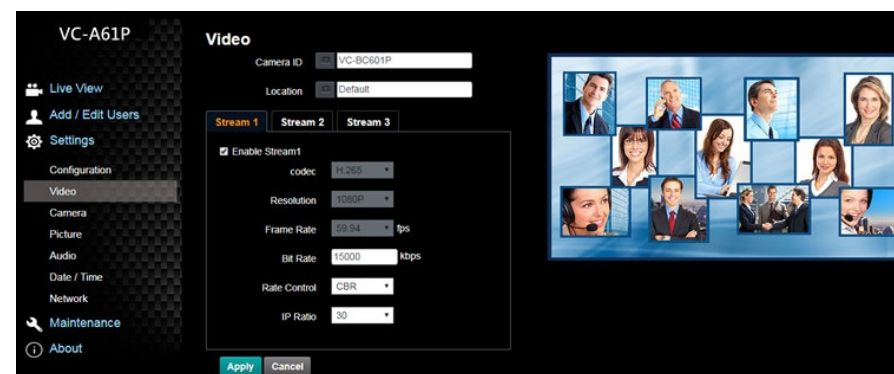 VC-A61P
Live View
Add / Edit Users
Settings
Configuration
Video
Camera
Picture
Audio
Date / Time
Network
Maintenance
About
Video
Camera ID VC-BC601P
Location Default
Stream 1 Stream 2 Stream 3
Enable Stream1
codec H.265
Resolution 1080P
Frame Rate 59.94 fps
Bit Rate 15000 kbps
Rate Control CBR
IP Ratio 30
Apply Cancel